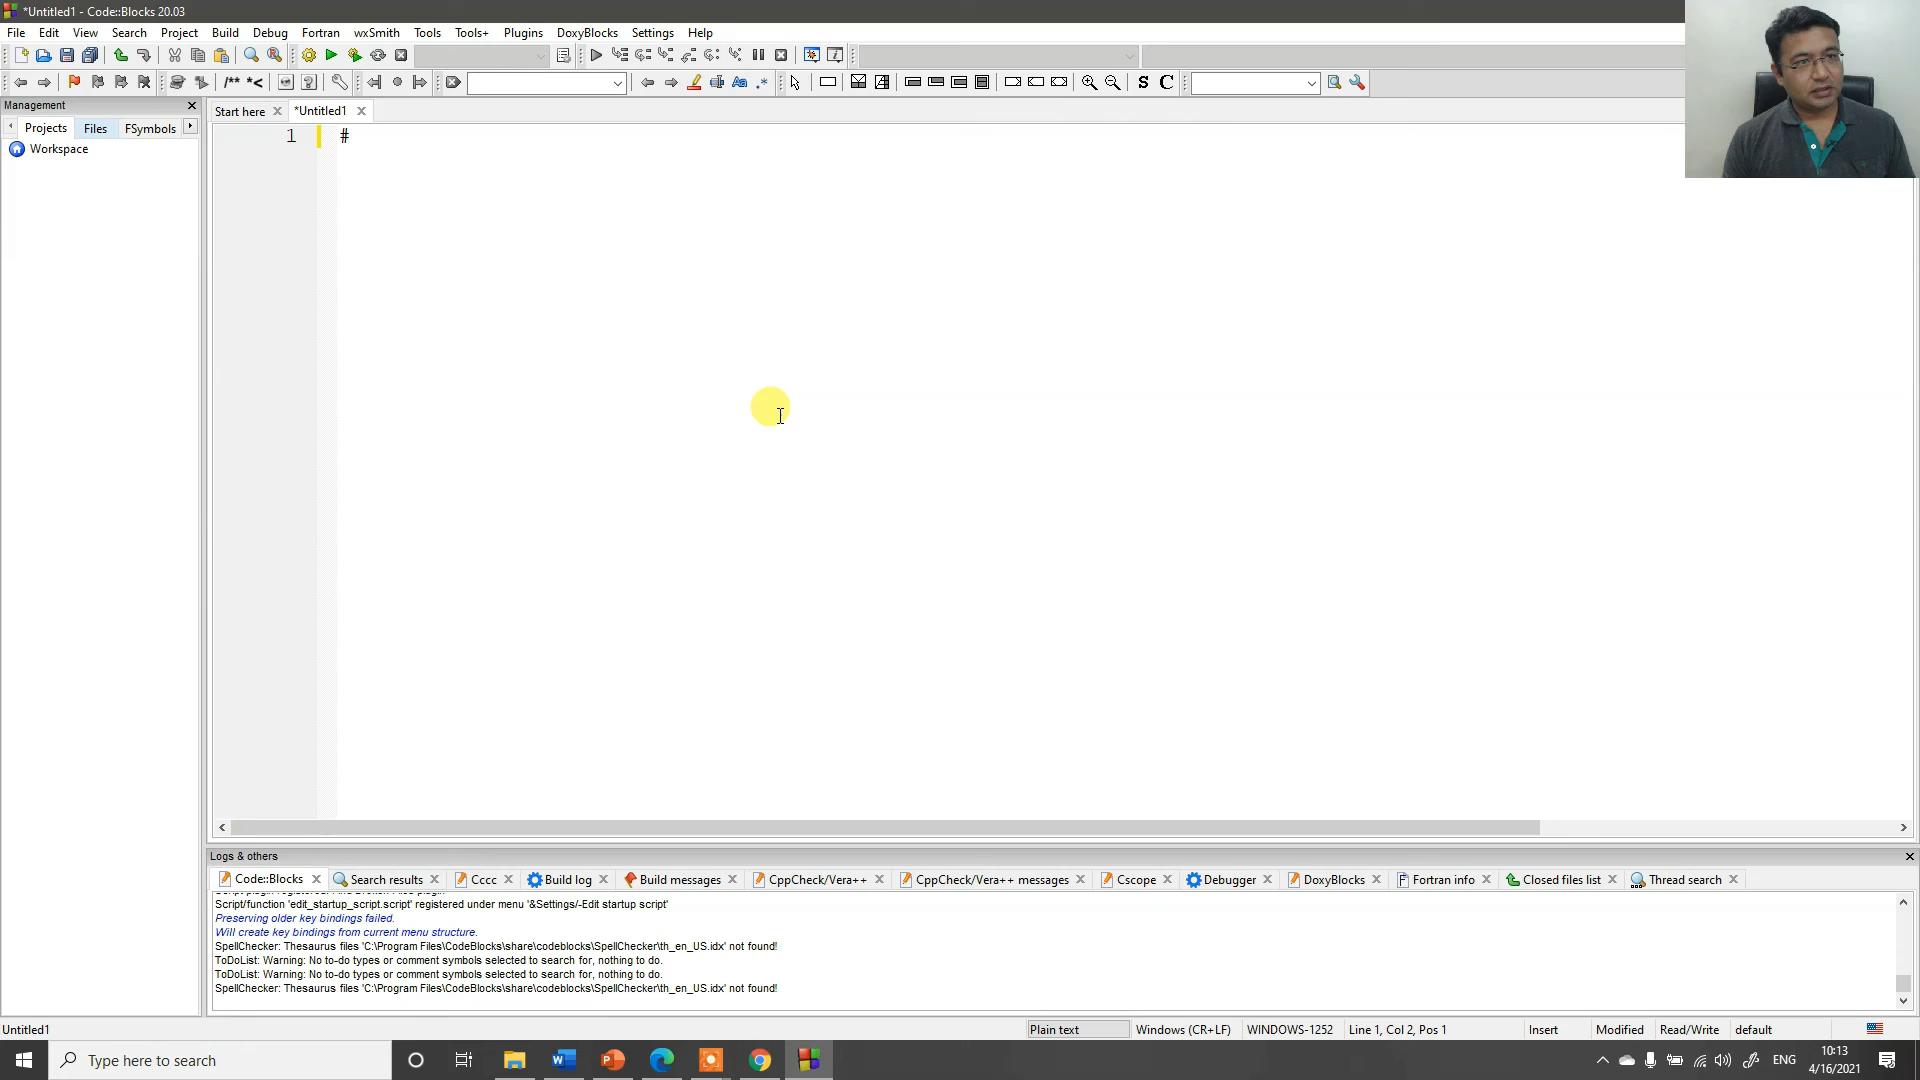 *Untitled1 - Code::Blocks 20.03
File Edit View Search Project Build Debug Fortran wxSmith Tools Tools+ Plugins DoxyBlocks Settings Help
/** *< Aa .* S C
Management
Start here *Untitled1
Projects Files FSymbols
1 #
Workspace
Logs & others
Code::Blocks Search results Cccc Build log Build messages CppCheck/Vera++ CppCheck/Vera++ messages Cscope Debugger DoxyBlocks Fortran info Closed files list Thread search
Script/function 'edit_startup_script.script' registered under menu '&Settings/-Edit startup script'
Preserving older key bindings failed.
Will create key bindings from current menu structure.
SpellChecker: Thesaurus files 'C:\Program Files\CodeBlocks\share\codeblocks\SpellChecker\th_en_US.idx' not found!
ToDoList: Warning: No to-do types or comment symbols selected to search for, nothing to do.
ToDoList: Warning: No to-do types or comment symbols selected to search for, nothing to do.
SpellChecker: Thesaurus files 'C:\Program Files\CodeBlocks\share\codeblocks\SpellChecker\th_en_US.idx' not found!
Untitled1 Plain text Windows (CR+LF) WINDOWS-1252 Line 1, Col 2, Pos 1 Insert Modified Read/Write default
Type here to search
ENG
10:13
4/16/2021